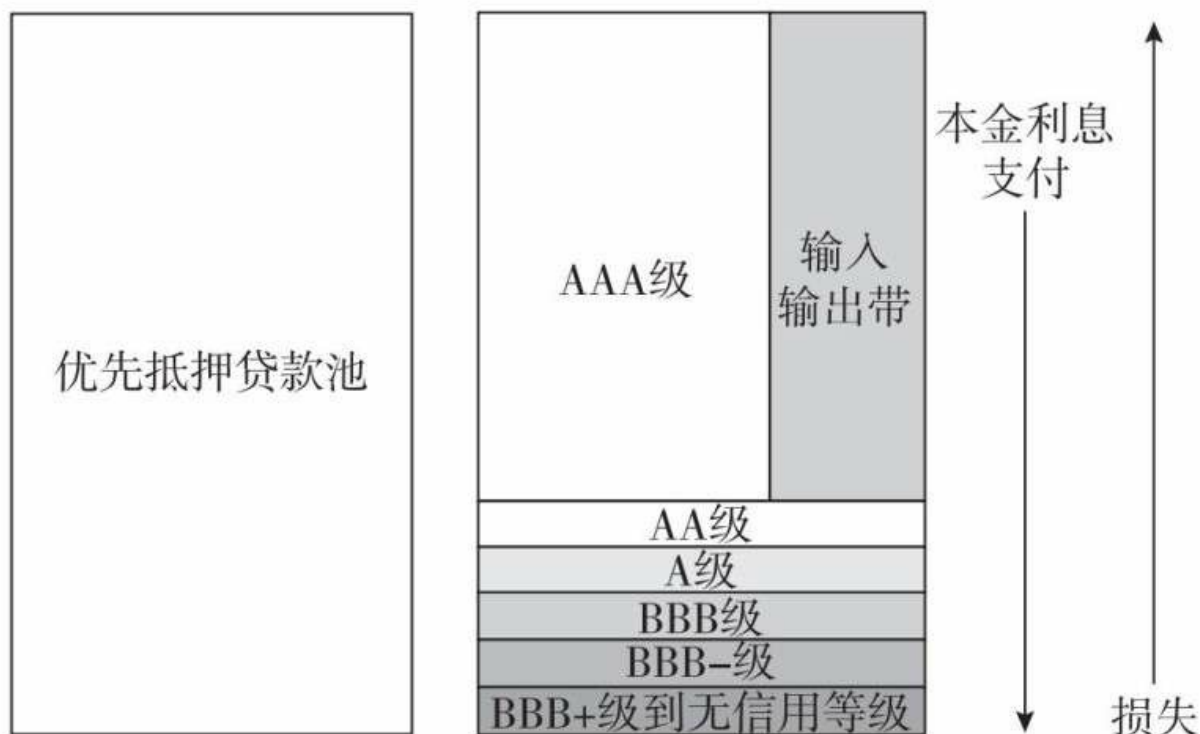 优先抵押贷款池
AAA级
输入
输出带
AA级
A级
BBB级
BBB-级
BBB+级到无信用等级
本金利息
支付
损失